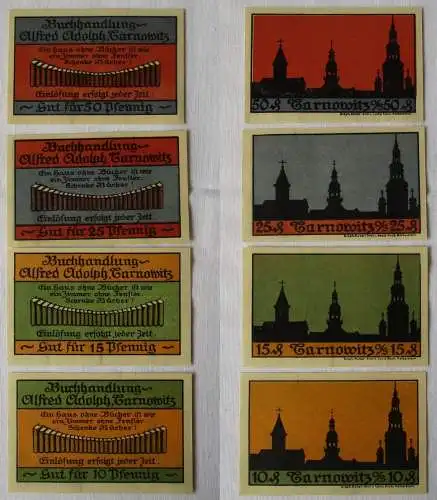 Buchhandlung
Alfred Adolph, Tarnowitz
Ein Haus ohne Bücher ist wie
ein Zimmer ohne Fenster
Schenke Bücher!
Einlösung erfolgt jeder Zeit.
Gut für 50 Pfennig
50 Tarnowitz O/S 50
Buchhandlung
Alfred Adolph, Tarnowitz
Ein Haus ohne Bücher ist wie
ein Zimmer ohne Fenster
Schenke Bücher!
Einlösung erfolgt jeder Zeit.
Gut für 25 Pfennig
25 Tarnowitz O/S 25
Buchhandlung
Alfred Adolph, Tarnowitz
Ein Haus ohne Bücher ist wie
ein Zimmer ohne Fenster
Schenke Bücher!
Einlösung erfolgt jeder Zeit.
Gut für 15 Pfennig
15 Tarnowitz O/S 15
Buchhandlung
Alfred Adolph, Tarnowitz
Ein Haus ohne Bücher ist wie
ein Zimmer ohne Fenster
Schenke Bücher!
Einlösung erfolgt jeder Zeit.
Gut für 10 Pfennig
10 Tarnowitz O/S 10